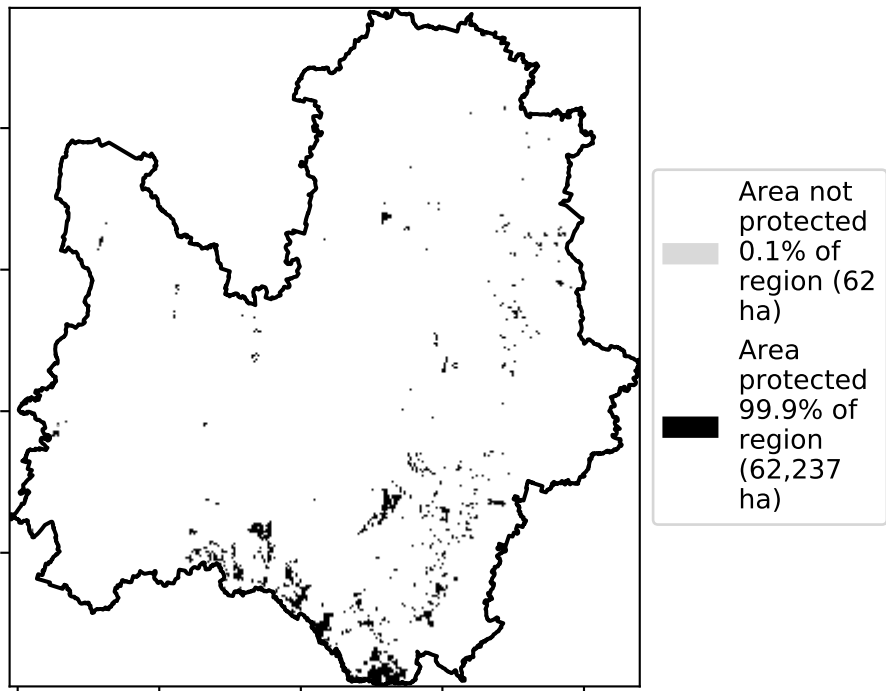 Area not
protected
0.1% of
region (62
ha)
Area
protected
99.9% of
region
(62,237
ha)